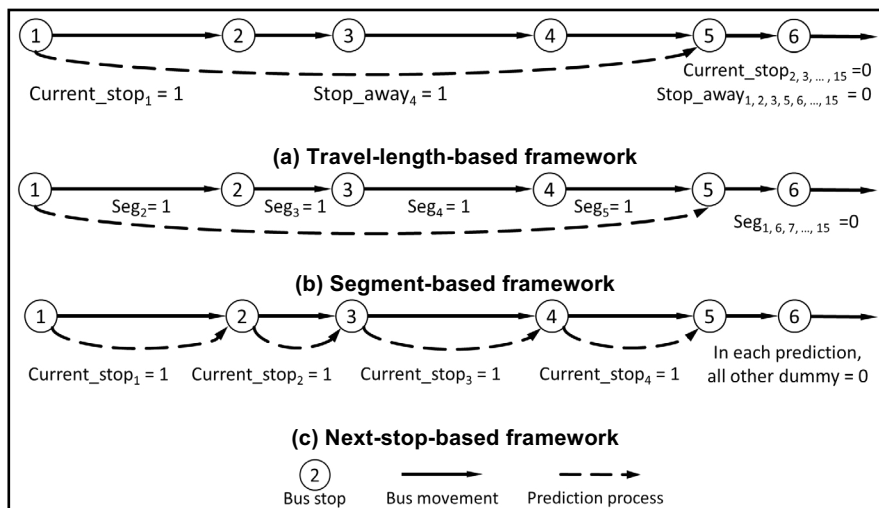 1 2 3 4 5 6
Current_stop1 = 1 Stop_away4 = 1 Current_stop2, 3, ..., 15 =0
Stop_away1, 2, 3, 5, 6, ..., 15 = 0
(a) Travel-length-based framework
1 2 3 4 5 6
Seg2= 1 Seg3= 1 Seg4= 1 Seg5= 1 Seg1, 6, 7, ..., 15 =0
(b) Segment-based framework
1 2 3 4 5 6
Current_stop1 = 1 Current_stop2 = 1 Current_stop3 = 1 Current_stop4 = 1 In each prediction,
all other dummy = 0
(c) Next-stop-based framework
2
Bus stop Bus movement Prediction process